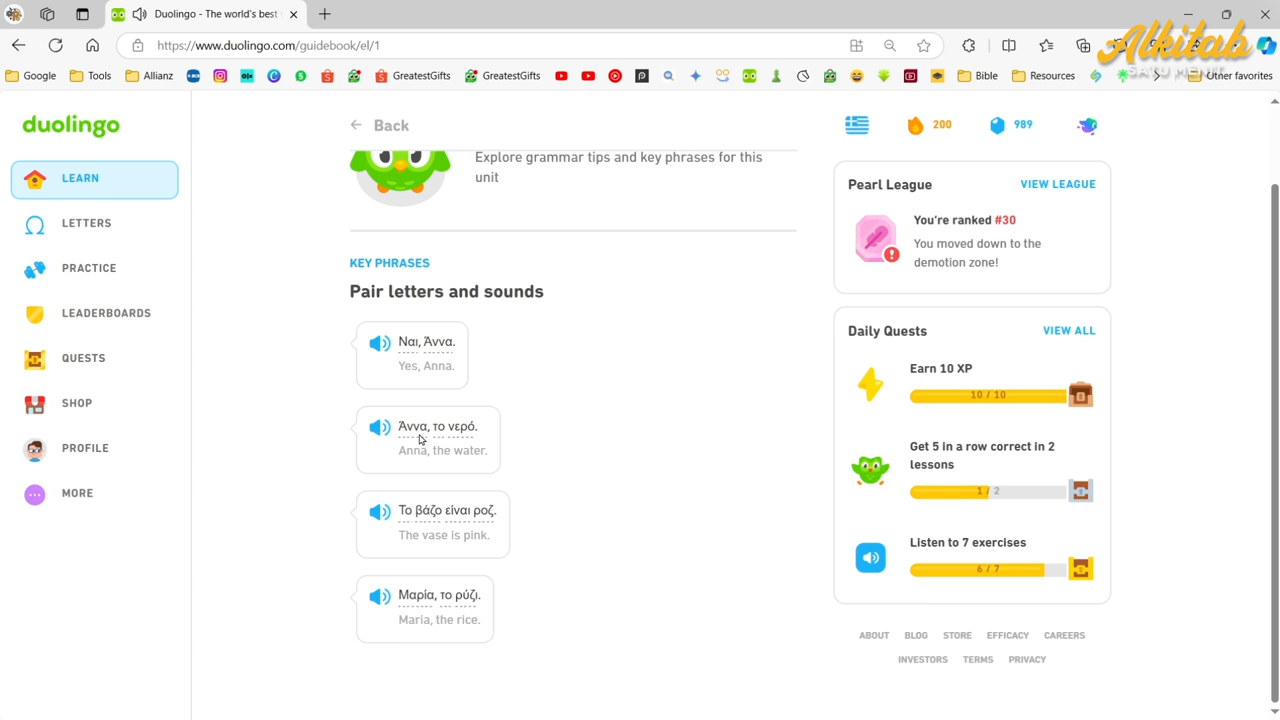 Duolingo - The world's best
https://www.duolingo.com/guidebook/el/1
Alkitab
SATU MENIT
Google
Tools
Allianz
GreatestGifts
GreatestGifts
Bible
Resources
Other favorites
duolingo
LEARN
LETTERS
PRACTICE
LEADERBOARDS
QUESTS
SHOP
PROFILE
MORE
Back
Explore grammar tips and key phrases for this
unit
KEY PHRASES
Pair letters and sounds
Ναι, Άννα.
Yes, Anna.
Άννα, το νερό.
Anna, the water.
Το βάζο είναι ροζ.
The vase is pink.
Μαρία, το ρύζι.
Maria, the rice.
200
989
Pearl League
VIEW LEAGUE
You're ranked #30
You moved down to the
demotion zone!
Daily Quests
VIEW ALL
Earn 10 XP
10 / 10
Get 5 in a row correct in 2
lessons
1 / 2
Listen to 7 exercises
6 / 7
ABOUT BLOG STORE EFFICACY CAREERS
INVESTORS TERMS PRIVACY